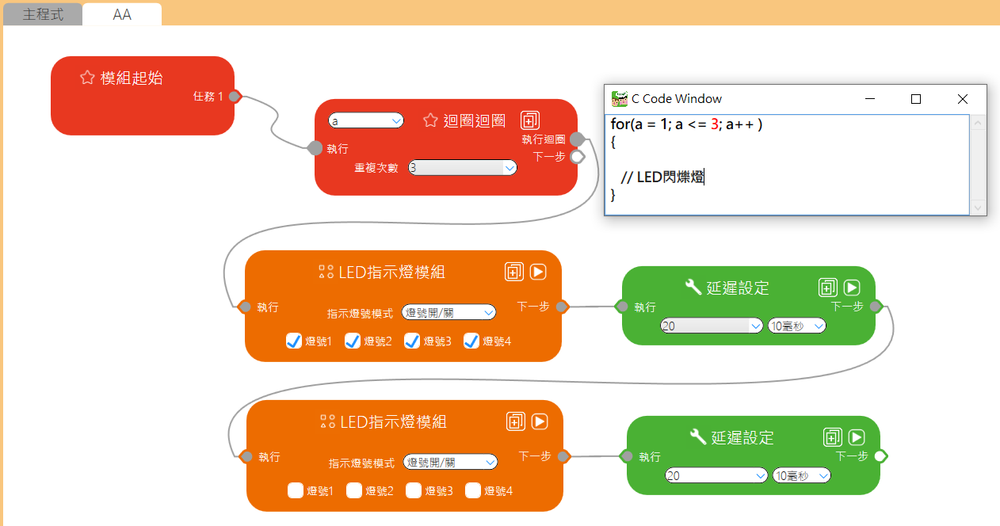 主程式
AA
模組起始
任務 1
a
迴圈迴圈
執行迴圈
執行
下一步
重複次數
3
C Code Window
for(a = 1; a <= 3; a++ )
{
// LED閃爍燈
}
LED指示燈模組
執行
下一步
指示燈號模式
燈號開/關
燈號1
燈號2
燈號3
燈號4
延遲設定
執行
下一步
20
10毫秒
LED指示燈模組
執行
下一步
指示燈號模式
燈號開/關
燈號1
燈號2
燈號3
燈號4
延遲設定
執行
下一步
20
10毫秒